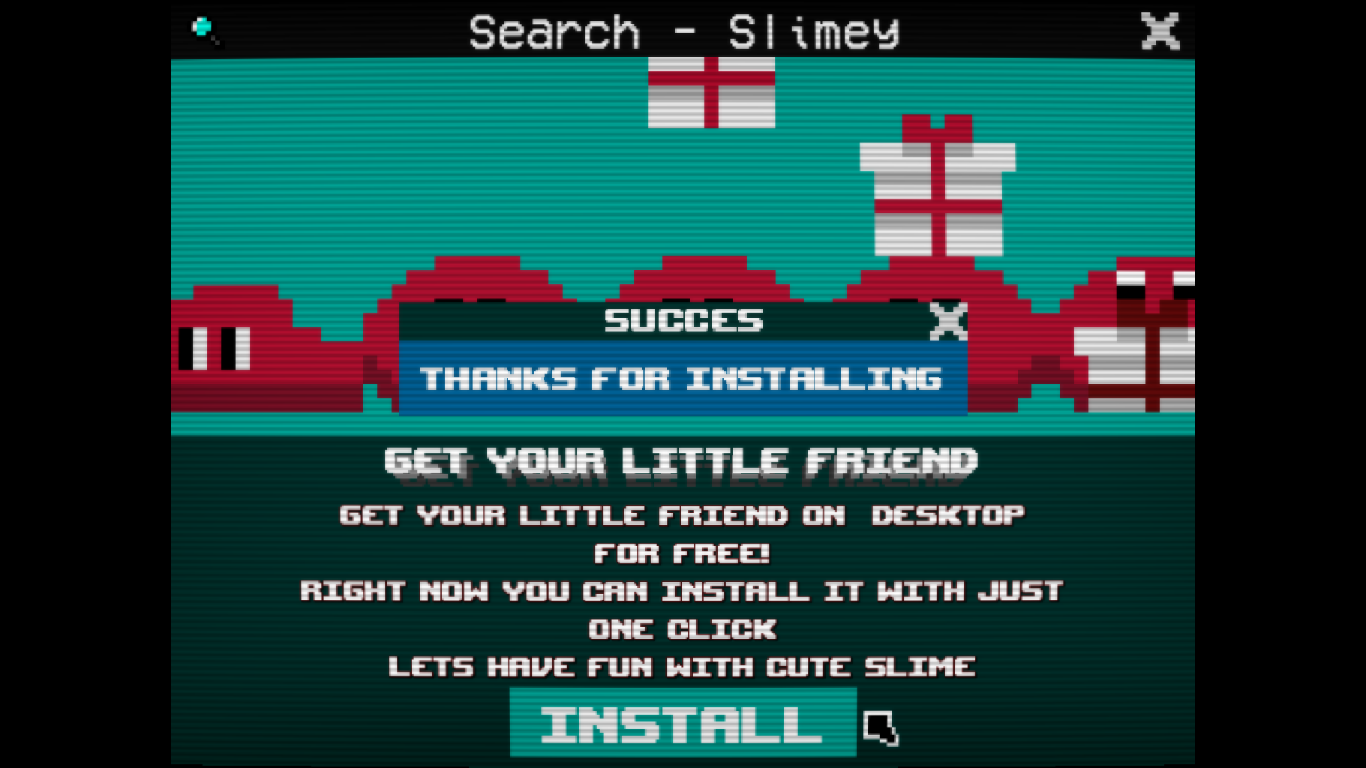 Search - Slimey
SUCCES
THANKS FOR INSTALLING
GET YOUR LITTLE FRIEND
GET YOUR LITTLE FRIEND ON DESKTOP
FOR FREE!
RIGHT NOW YOU CAN INSTALL IT WITH JUST
ONE CLICK
LETS HAVE FUN WITH CUTE SLIME
INSTALL